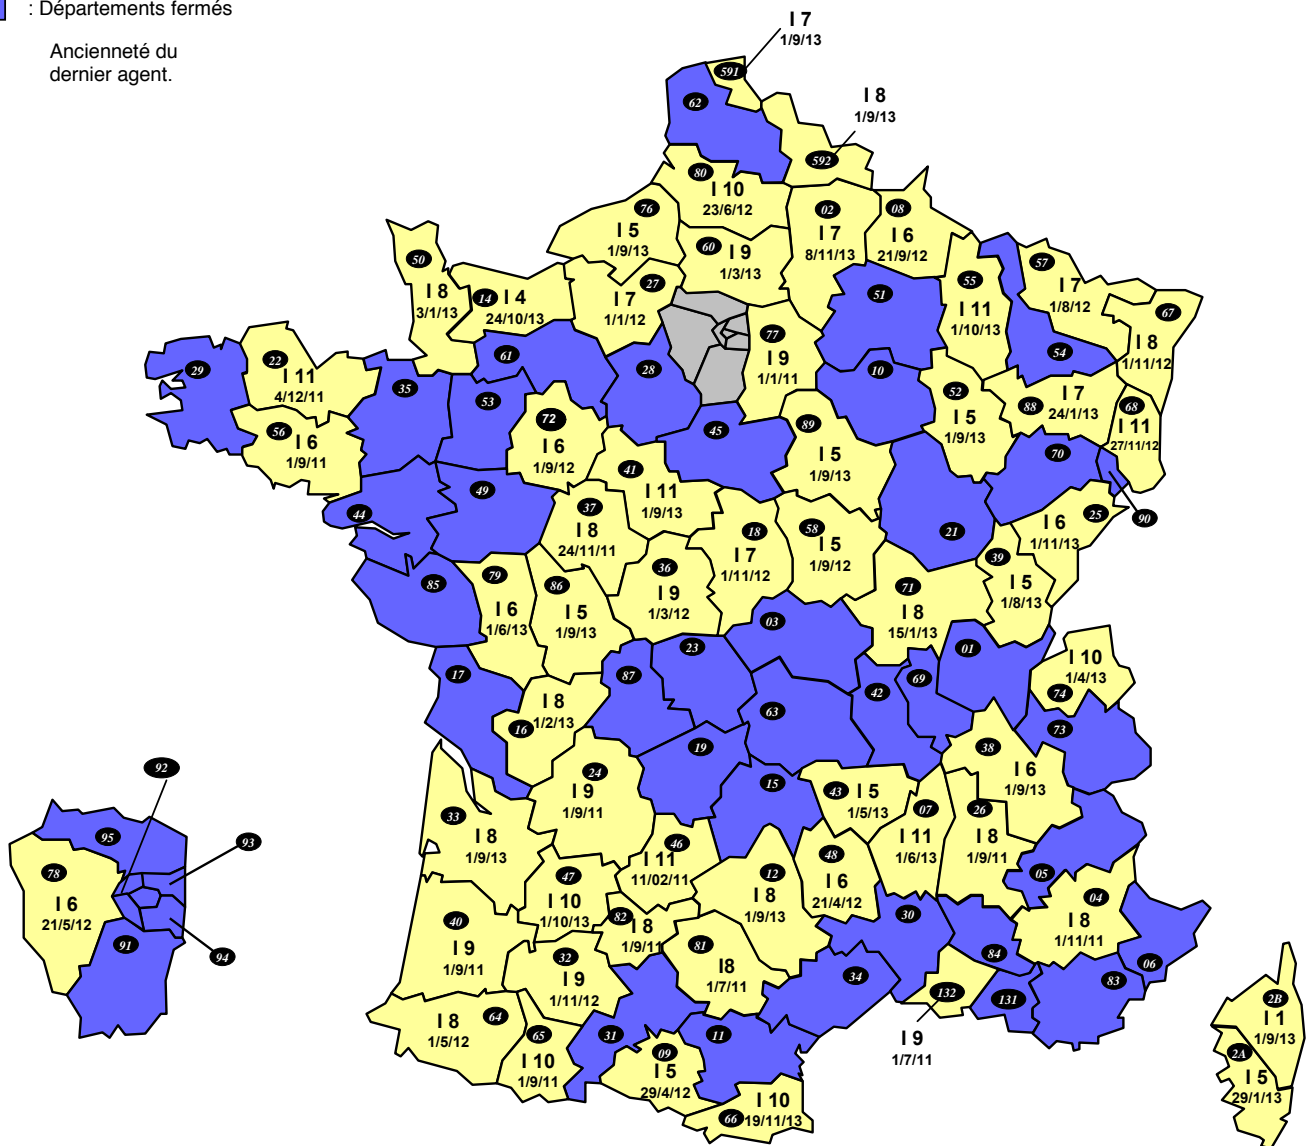 : Départements fermés
Ancienneté du
dernier agent.
I 7
1/9/13
591
62
I 8
1/9/13
592
80
I 10
23/6/12
76
I 5
1/9/13
02
I 7
8/11/13
08
I 6
21/9/12
60
I 9
1/3/13
50
I 8
3/1/13
14
I 4
24/10/13
27
I 7
1/1/12
51
55
I 11
1/10/13
57
I 7
1/8/12
67
I 8
1/11/12
54
77
I 9
1/1/11
29
22
I 11
4/12/11
35
61
53
28
10
52
I 5
1/9/13
88
I 7
24/1/13
68
I 11
27/11/12
56
I 6
1/9/11
72
I 6
1/9/12
45
89
I 5
1/9/13
70
41
I 11
1/9/13
44
49
37
I 8
24/11/11
18
I 7
1/11/12
58
I 5
1/9/12
21
25
I 6
1/11/13
90
39
I 5
1/8/13
85
79
I 6
1/6/13
86
I 5
1/9/13
36
I 9
1/3/12
71
I 8
15/1/13
03
23
01
17
87
42
69
I 10
1/4/13
74
16
I 8
1/2/13
63
73
19
38
I 6
1/9/13
24
I 9
1/9/11
15
43
I 5
1/5/13
07
I 11
1/6/13
26
I 8
1/9/11
33
I 8
1/9/13
46
I 11
11/02/11
48
I 6
21/4/12
05
47
I 10
1/10/13
12
I 8
1/9/13
04
I 8
1/11/11
40
I 9
1/9/11
82
I 8
1/9/11
30
84
06
32
I 9
1/11/12
81
I8
1/7/11
34
132
I 9
1/7/11
131
83
64
I 8
1/5/12
65
I 10
1/9/11
31
09
I 5
29/4/12
11
66
I 10
19/11/13
92
95
93
78
I 6
21/5/12
91
94
2B
I 1
1/9/13
2A
I 5
29/1/13